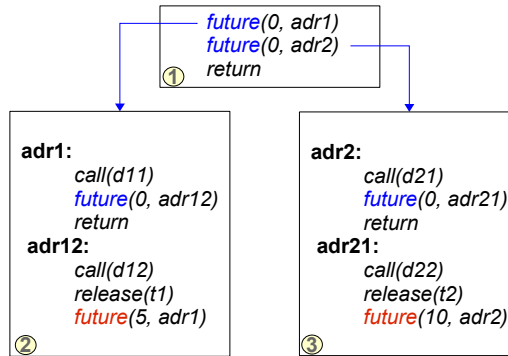 future(0, adr1)
future(0, adr2)
return
1
adr1:
call(d11)
future(0, adr12)
return
adr12:
call(d12)
release(t1)
future(5, adr1)
2
adr2:
call(d21)
future(0, adr21)
return
adr21:
call(d22)
release(t2)
future(10, adr2)
3